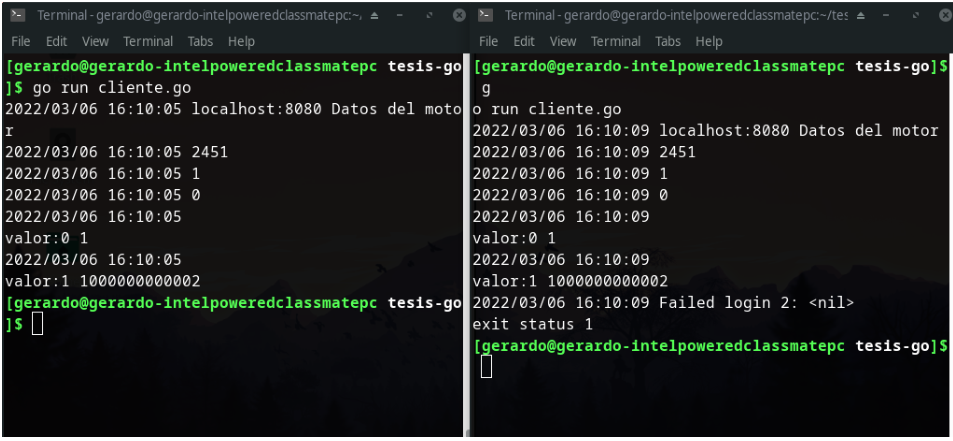 Terminal - gerardo@gerardo-intelpoweredclassmatepc:~/
File Edit View Terminal Tabs Help
[gerardo@gerardo-intelpoweredclassmatepc tesis-go
]$ go run cliente.go
2022/03/06 16:10:05 localhost:8080 Datos del moto
r
2022/03/06 16:10:05 2451
2022/03/06 16:10:05 1
2022/03/06 16:10:05 0
2022/03/06 16:10:05
valor:0 1
2022/03/06 16:10:05
valor:1 1000000000002
[gerardo@gerardo-intelpoweredclassmatepc tesis-go
]$
Terminal - gerardo@gerardo-intelpoweredclassmatepc:~/tes
File Edit View Terminal Tabs Help
[gerardo@gerardo-intelpoweredclassmatepc tesis-go]$
g
o run cliente.go
2022/03/06 16:10:09 localhost:8080 Datos del motor
2022/03/06 16:10:09 2451
2022/03/06 16:10:09 1
2022/03/06 16:10:09 0
2022/03/06 16:10:09
valor:0 1
2022/03/06 16:10:09
valor:1 1000000000002
2022/03/06 16:10:09 Failed login 2: <nil>
exit status 1
[gerardo@gerardo-intelpoweredclassmatepc tesis-go]$